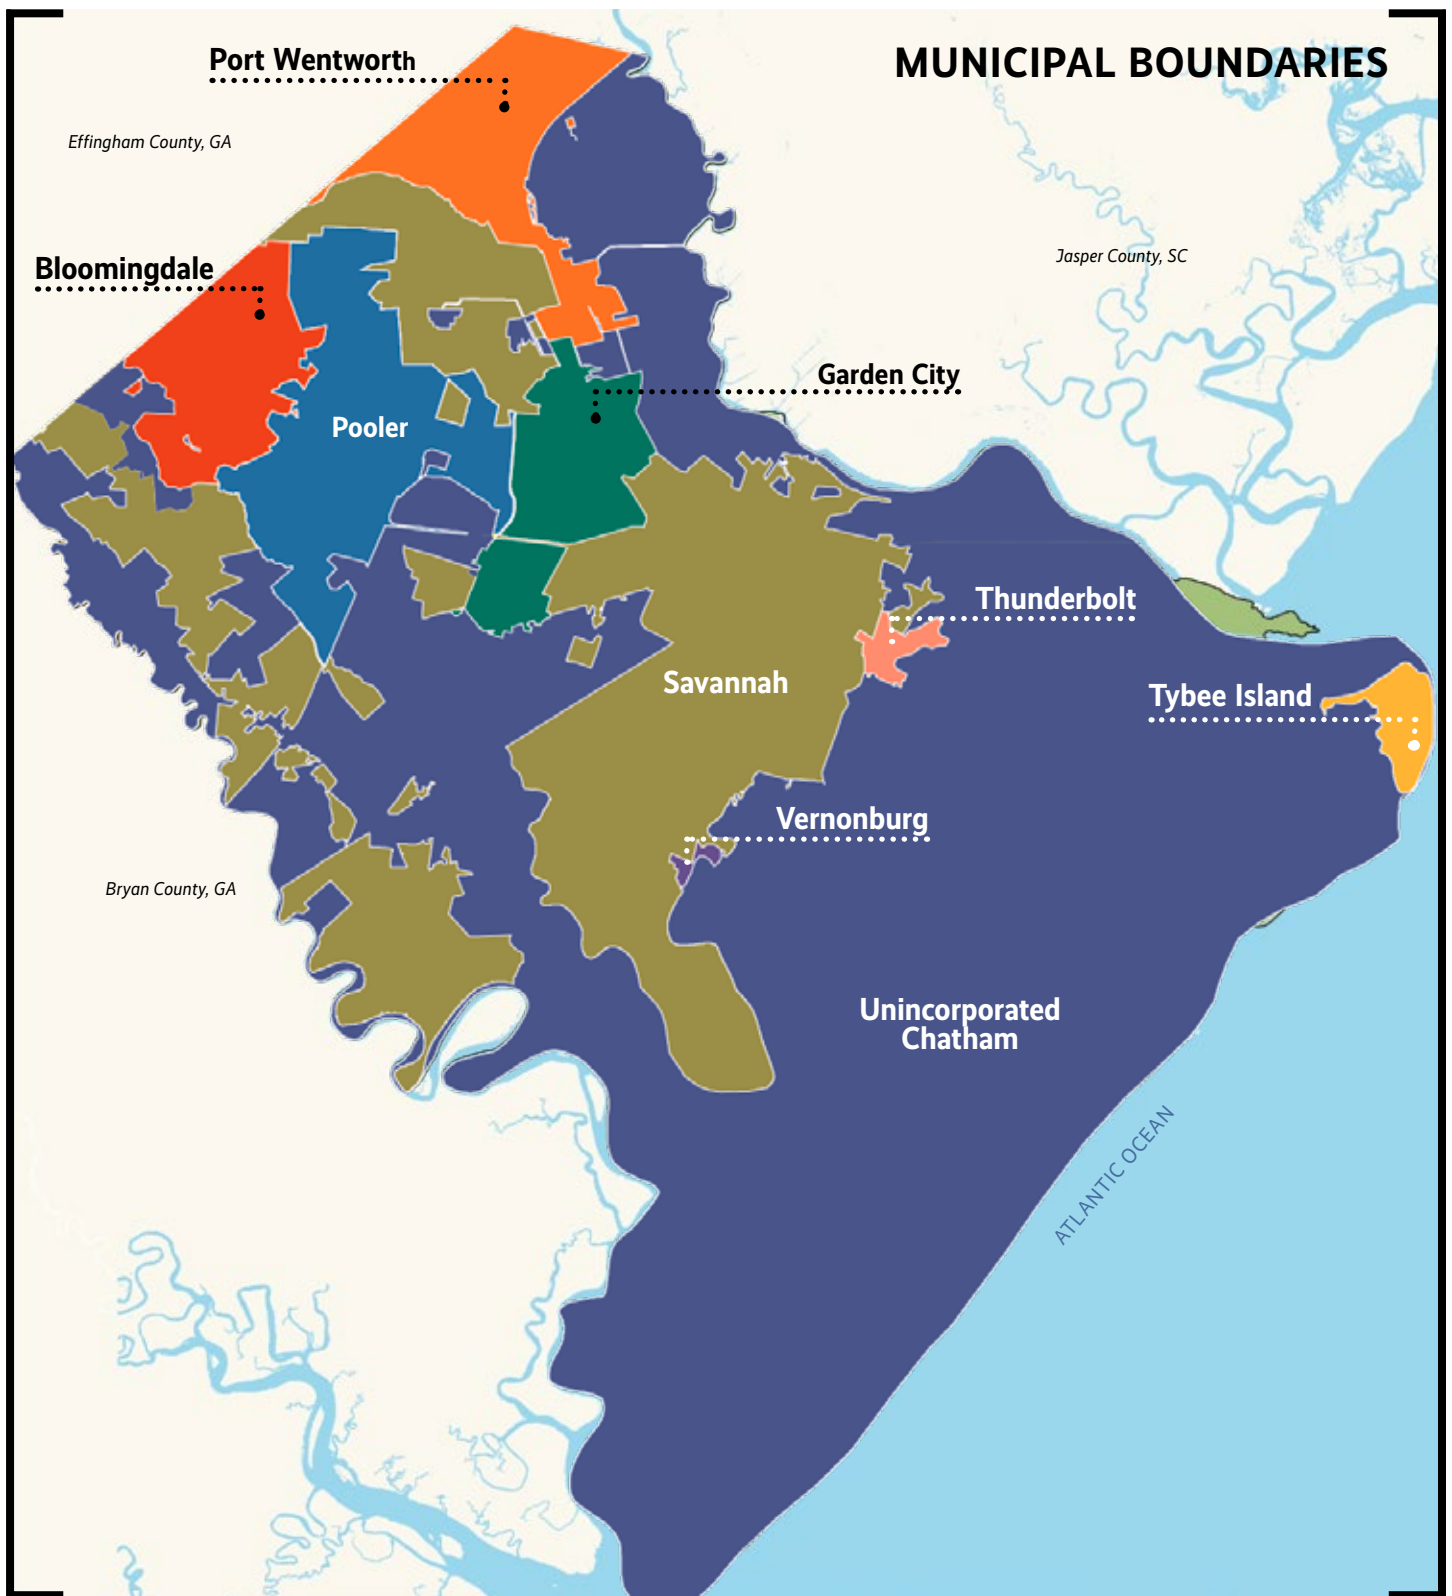 MUNICIPAL BOUNDARIES
Port Wentworth
Effingham County, GA
Jasper County, SC
Bloomingdale
Garden City
Pooler
Thunderbolt
Savannah
Tybee Island
Vernonburg
Bryan County, GA
Unincorporated
Chatham
ATLANTIC OCEAN